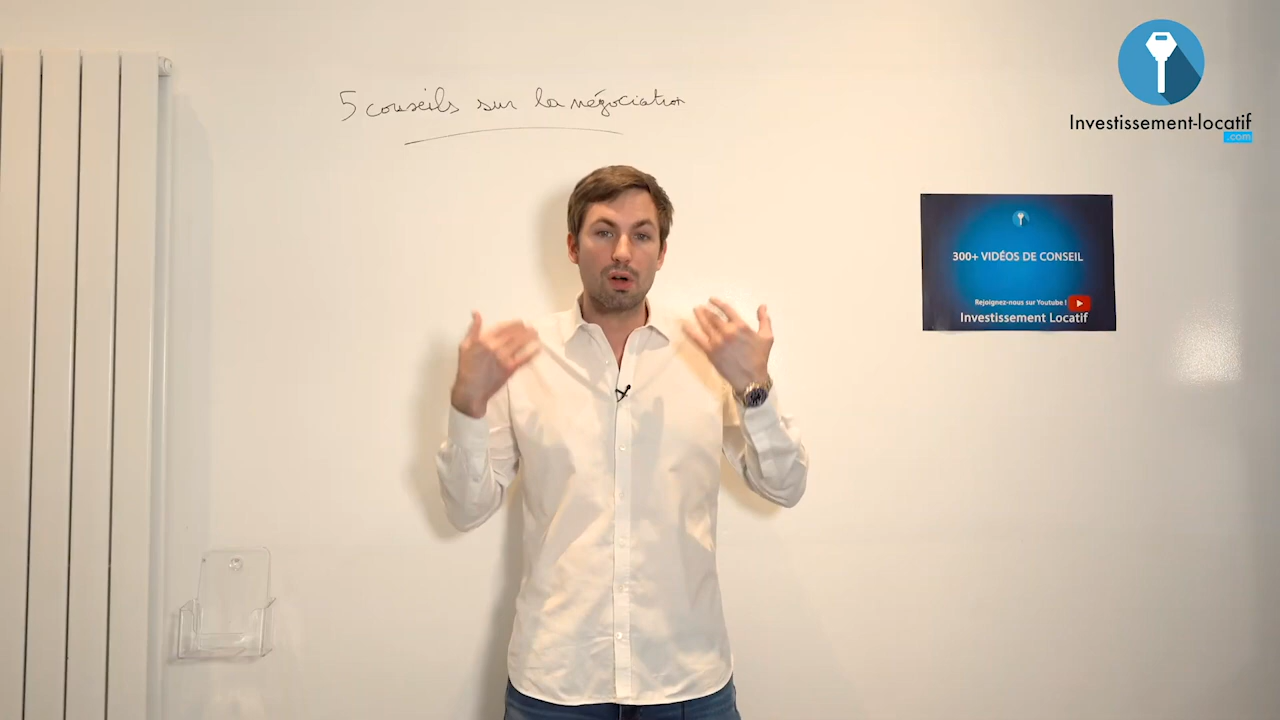 5 conseils sur la négociation
Investissement-locatif
.com
300+ VIDÉOS DE CONSEIL
Rejoignez-nous sur Youtube !
Investissement Locatif